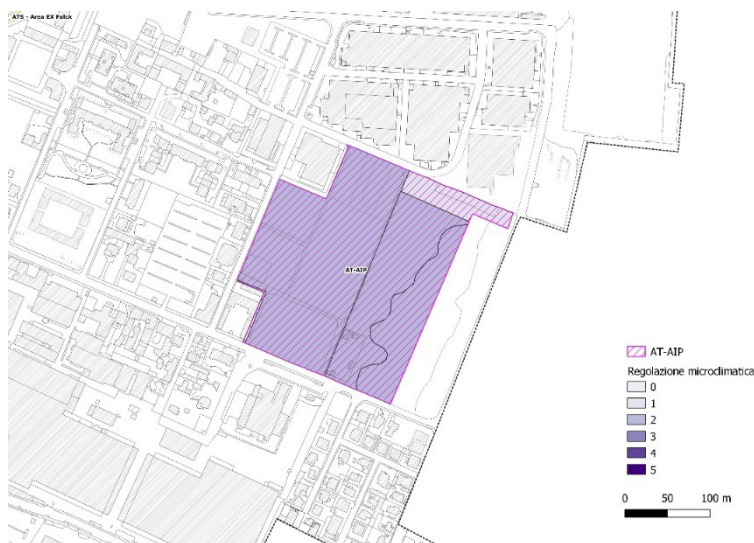 ATS - Area EX Falck
AT-AIP
AT-AIP
Regolazione microclimatica
0
1
2
3
4
5
0 50 100 m